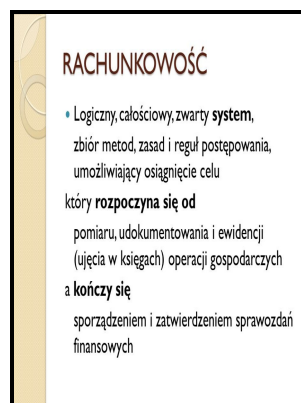 RACHUNKOWOŚĆ
• Logiczny, całościowy, zwarty system,
zbiór metod, zasad i reguł postępowania,
umożliwiający osiągnięcie celu
który rozpoczyna się od
pomiaru, udokumentowania i ewidencji
(ujęcia w księgach) operacji gospodarczych
a kończy się
sporządzeniem i zatwierdzeniem sprawozdań
finansowych